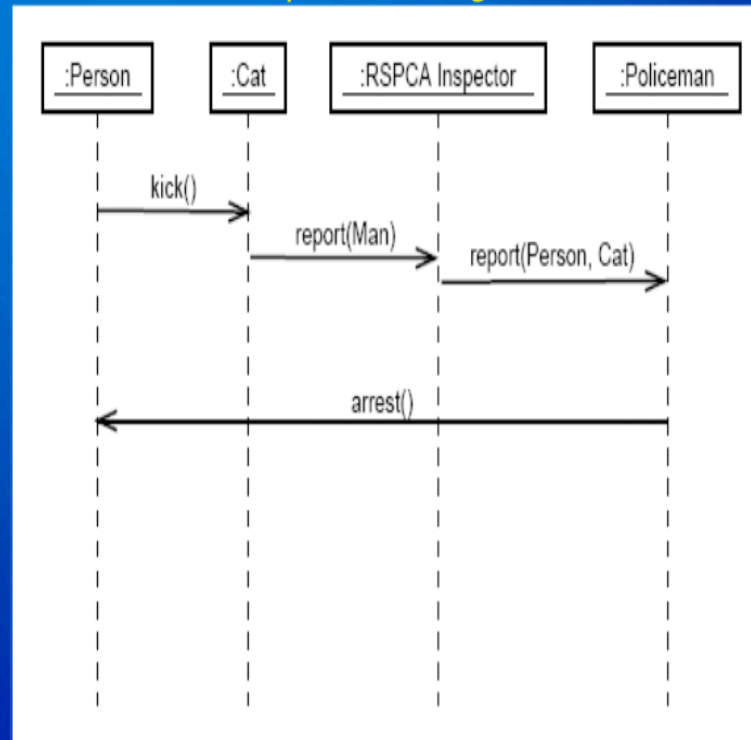 :Person :Cat :RSPCA Inspector :Policeman
kick()
report(Man)
report(Person, Cat)
arrest()